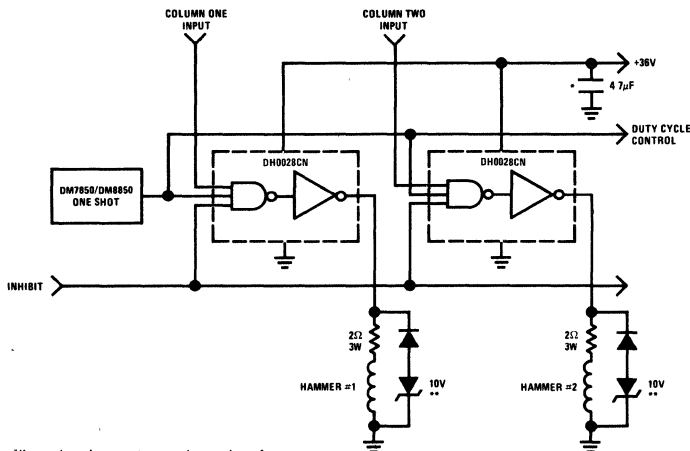 COLUMN ONE
INPUT
COLUMN TWO
INPUT
+36V
* 4 7μF
DUTY CYCLE
CONTROL
DH0028CN
DH0028CN
DM7850/DM8850
ONE SHOT
INHIBIT
2Ω
3W
HAMMER #1
10V
**
2Ω
3W
HAMMER #2
10V
**